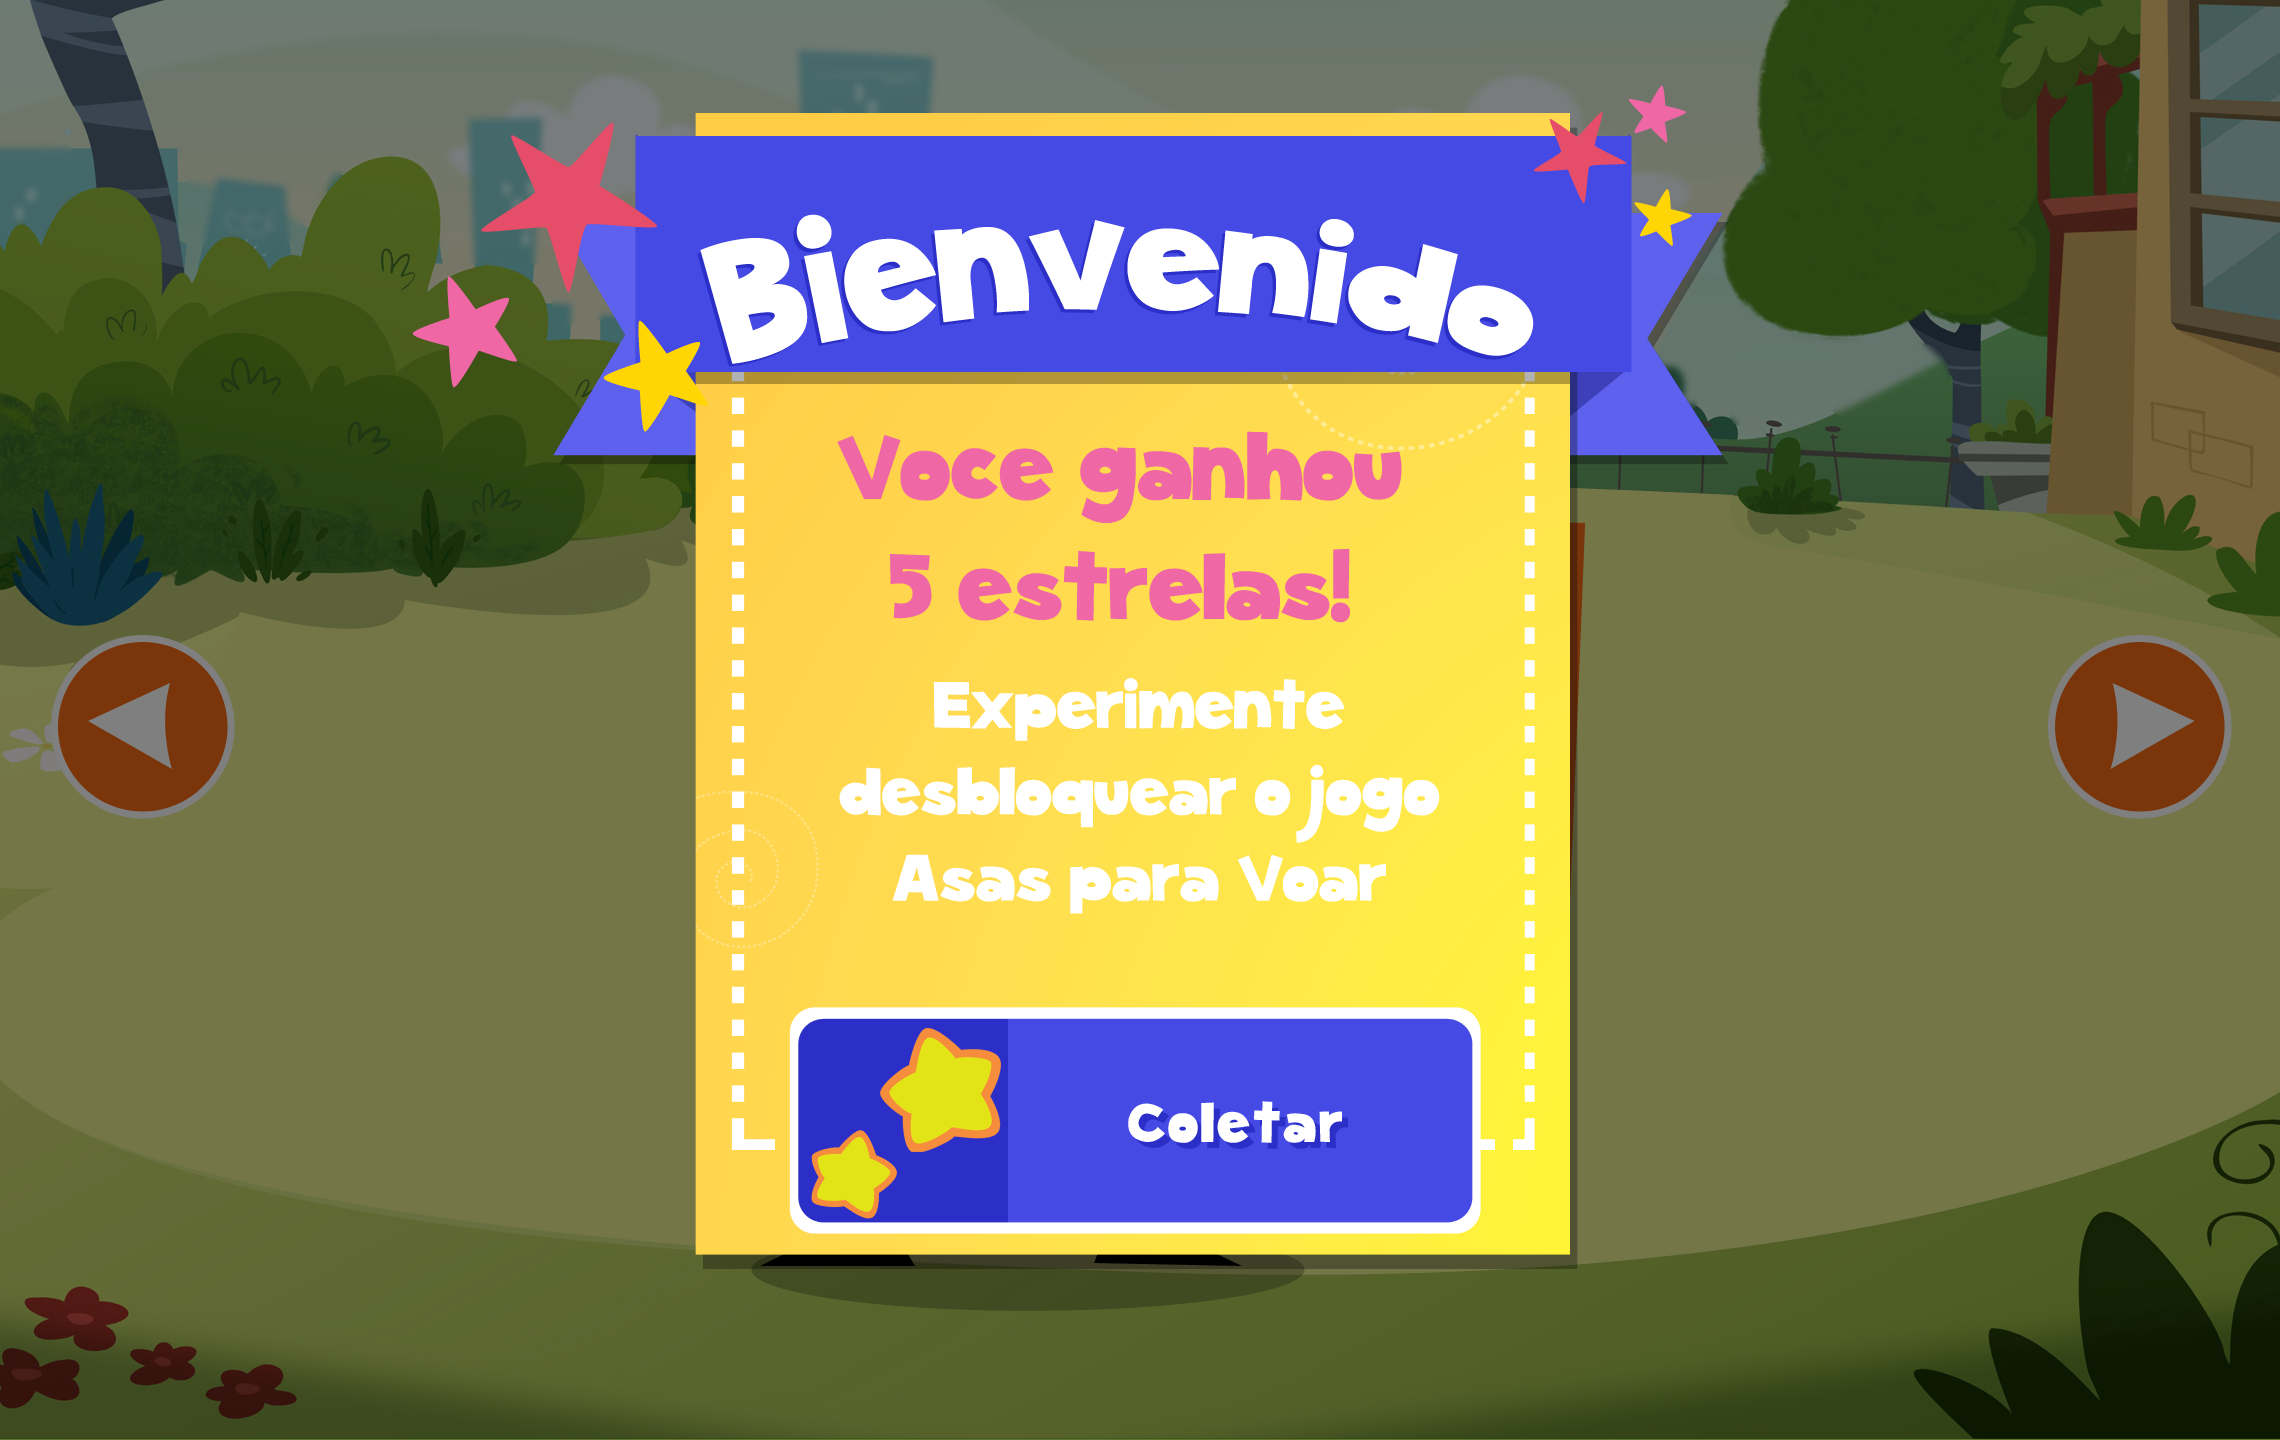 Bienvenido
Voce ganhou
5 estrelas!
Experimente
desbloquear o jogo
Asas para Voar
Coletar